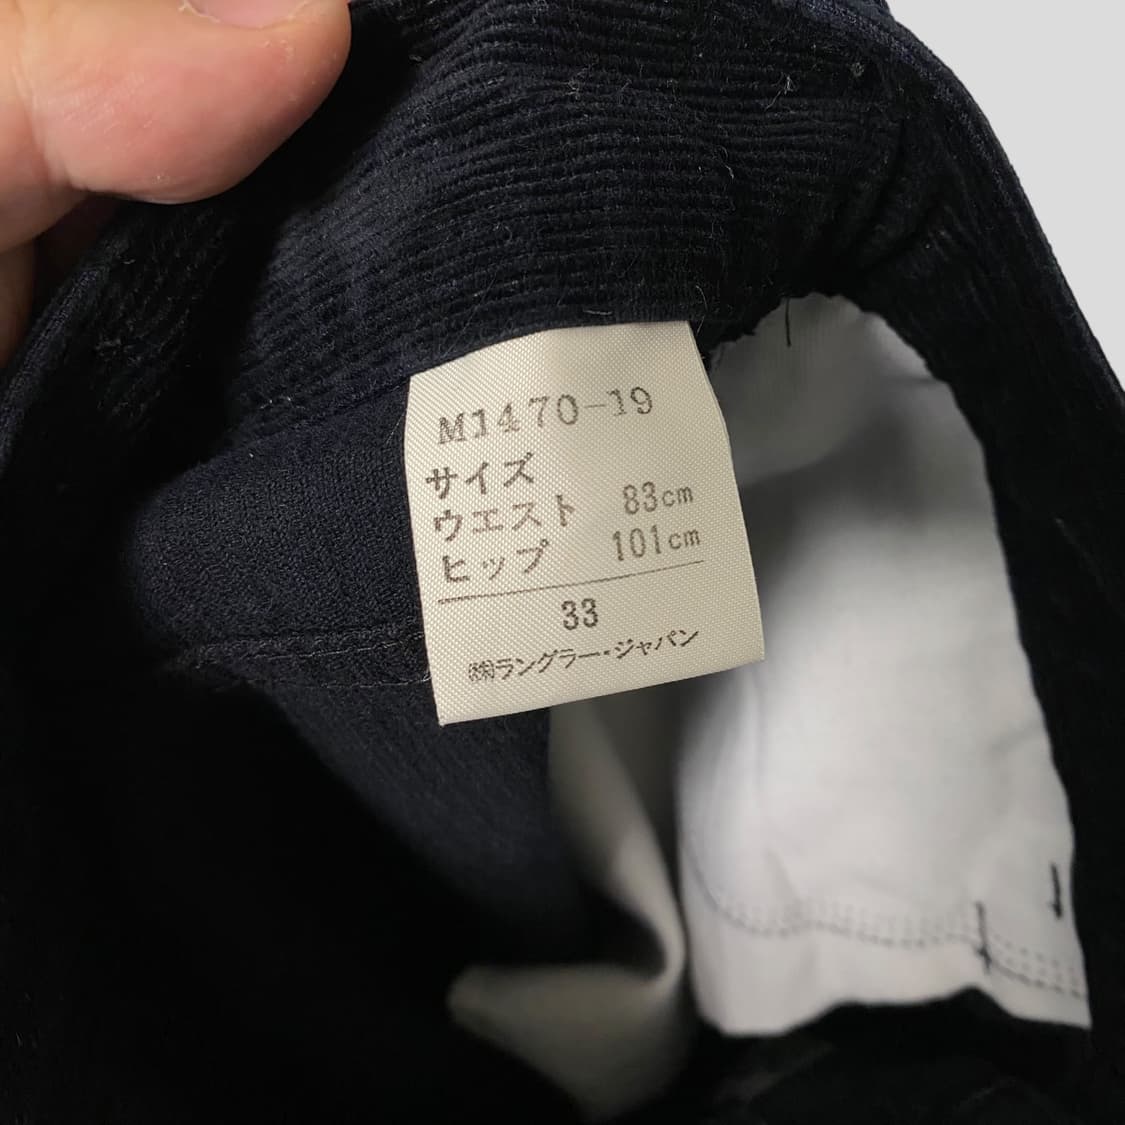 M1470-19
サイズ
ウエスト 83cm
ヒップ 101cm
33
㈱ラングラー・ジャパン